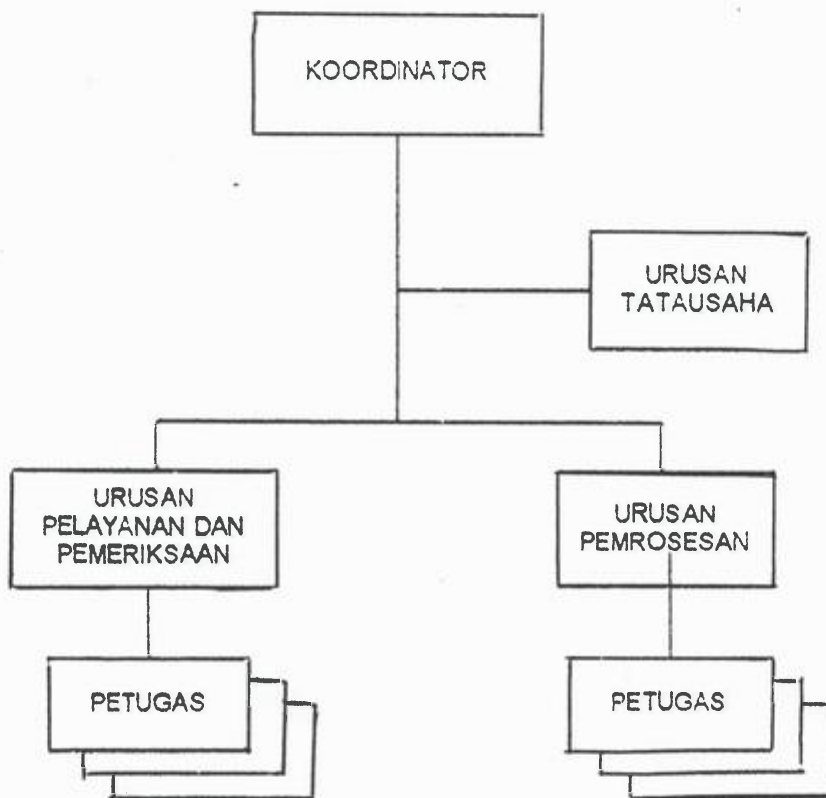 KOORDINATOR
URUSAN
TATAUSAHA
URUSAN
PELAYANAN DAN
PEMERIKSAAN
URUSAN
PEMROSESAN
PETUGAS
PETUGAS